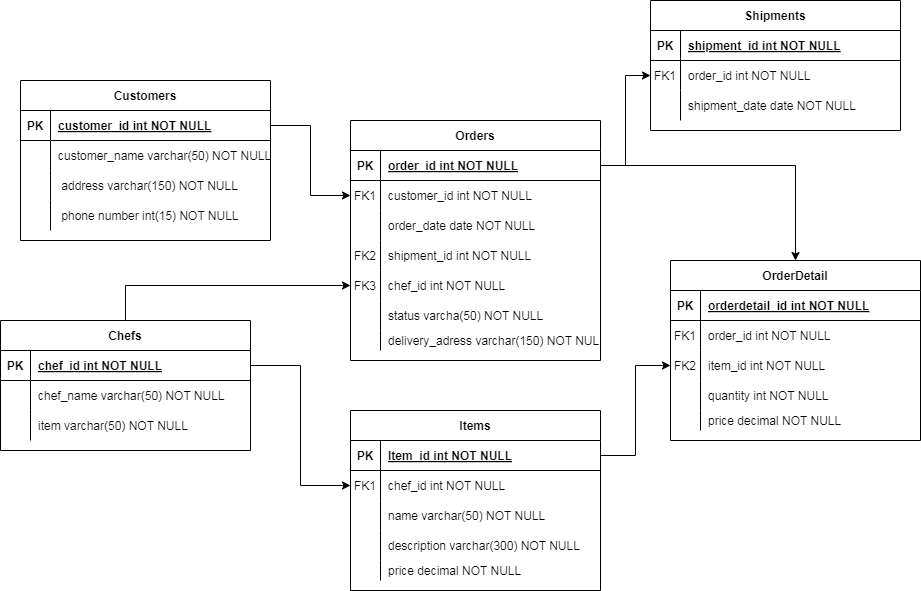 Shipments
PK shipment_id int NOT NULL
FK1 order_id int NOT NULL
shipment_date date NOT NULL
Customers
PK customer_id int NOT NULL
customer_name varchar(50) NOT NULL
address varchar(150) NOT NULL
phone number int(15) NOT NULL
Orders
PK order_id int NOT NULL
FK1 customer_id int NOT NULL
order_date date NOT NULL
FK2 shipment_id int NOT NULL
FK3 chef_id int NOT NULL
status varcha(50) NOT NULL
delivery_adress varchar(150) NOT NUL
OrderDetail
PK orderdetail_id int NOT NULL
FK1 order_id int NOT NULL
FK2 item_id int NOT NULL
quantity int NOT NULL
price decimal NOT NULL
Chefs
PK chef_id int NOT NULL
chef_name varchar(50) NOT NULL
item varchar(50) NOT NULL
Items
PK Item_id int NOT NULL
FK1 chef_id int NOT NULL
name varchar(50) NOT NULL
description varchar(300) NOT NULL
price decimal NOT NULL